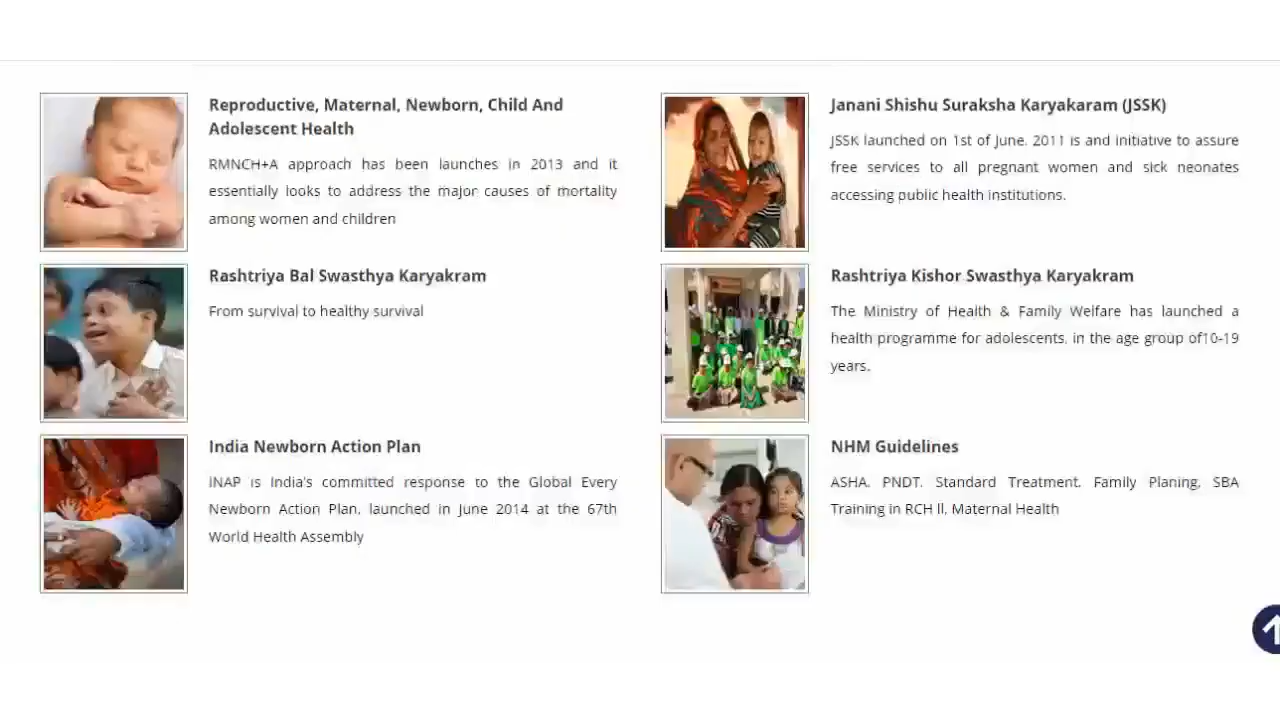 Reproductive, Maternal, Newborn, Child And
Adolescent Health
RMNCH+A approach has been launches in 2013 and it
essentially looks to address the major causes of mortality
among women and children
Janani Shishu Suraksha Karyakaram (JSSK)
JSSK launched on 1st of June, 2011 is and initiative to assure
free services to all pregnant women and sick neonates
accessing public health institutions.
Rashtriya Bal Swasthya Karyakram
From survival to healthy survival
Rashtriya Kishor Swasthya Karyakram
The Ministry of Health & Family Welfare has launched a
health programme for adolescents, in the age group of10-19
years.
India Newborn Action Plan
INAP is India's committed response to the Global Every
Newborn Action Plan, launched in June 2014 at the 67th
World Health Assembly
NHM Guidelines
ASHA, PNDT, Standard Treatment, Family Planing, SBA
Training in RCH ll, Maternal Health